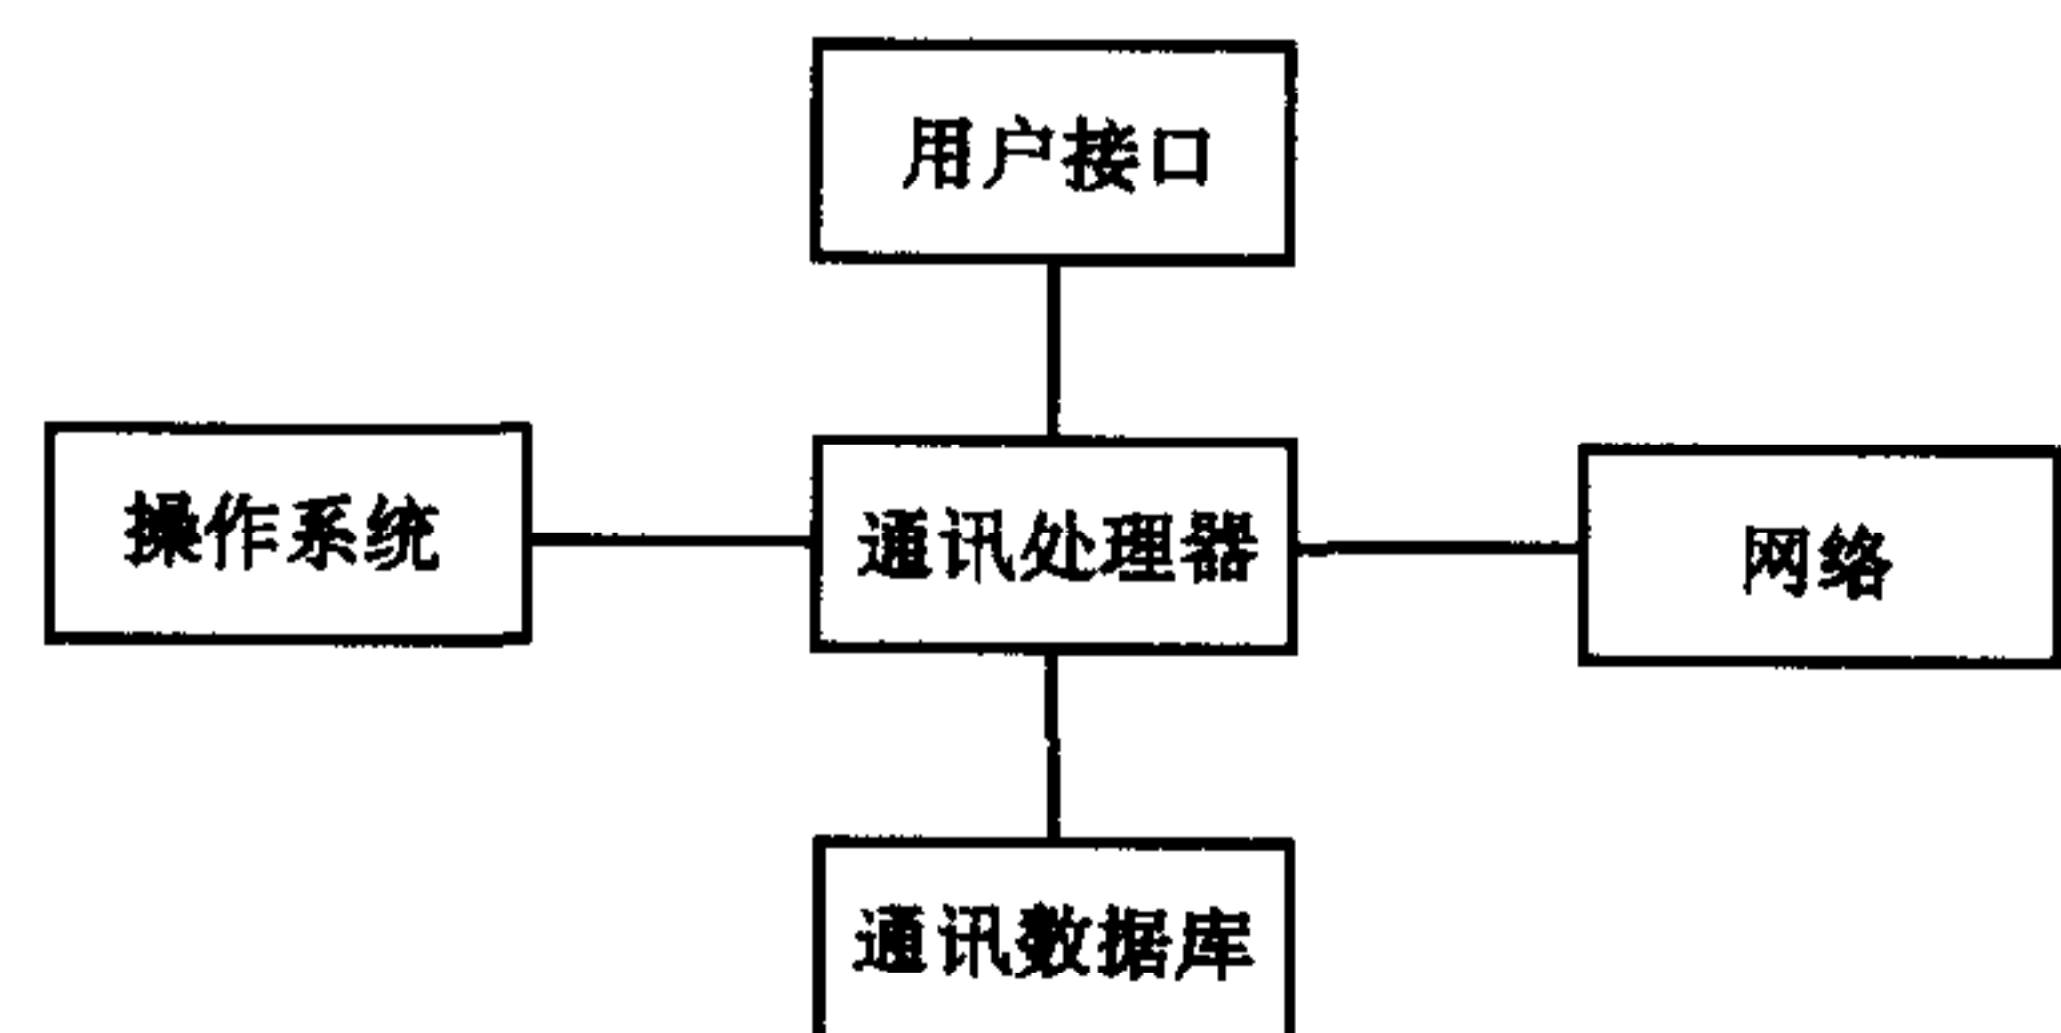 用户接口
操作系统
通讯处理器
网络
通讯数据库